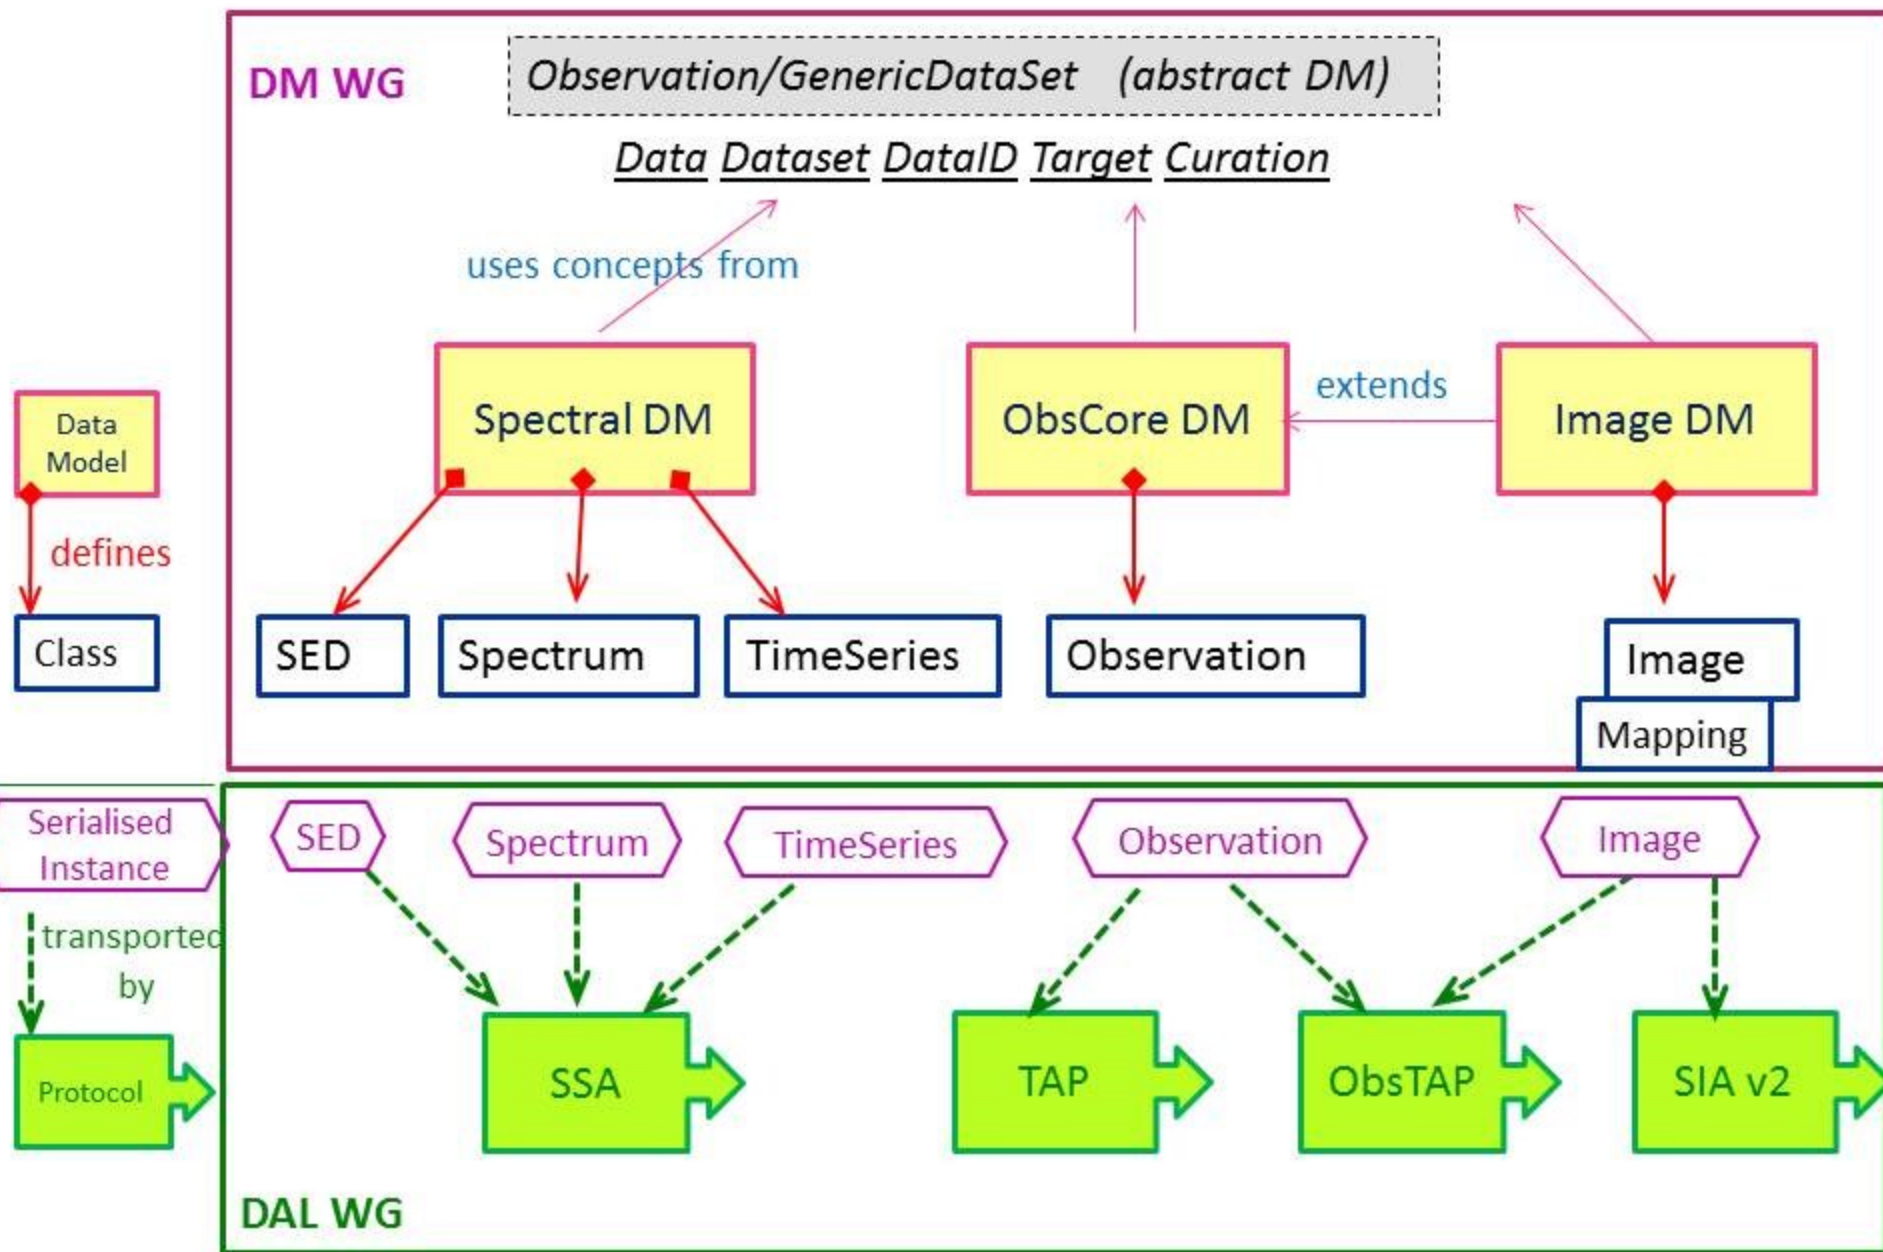 DM WG
Observation/GenericDataSet (abstract DM)
Data Dataset DataID Target Curation
uses concepts from
Data
Model
defines
Class
Spectral DM
ObsCore DM
extends
Image DM
SED
Spectrum
TimeSeries
Observation
Image
Mapping
Serialised
Instance
transported
by
Protocol
SED
Spectrum
TimeSeries
Observation
Image
SSA
TAP
ObsTAP
SIA v2
DAL WG